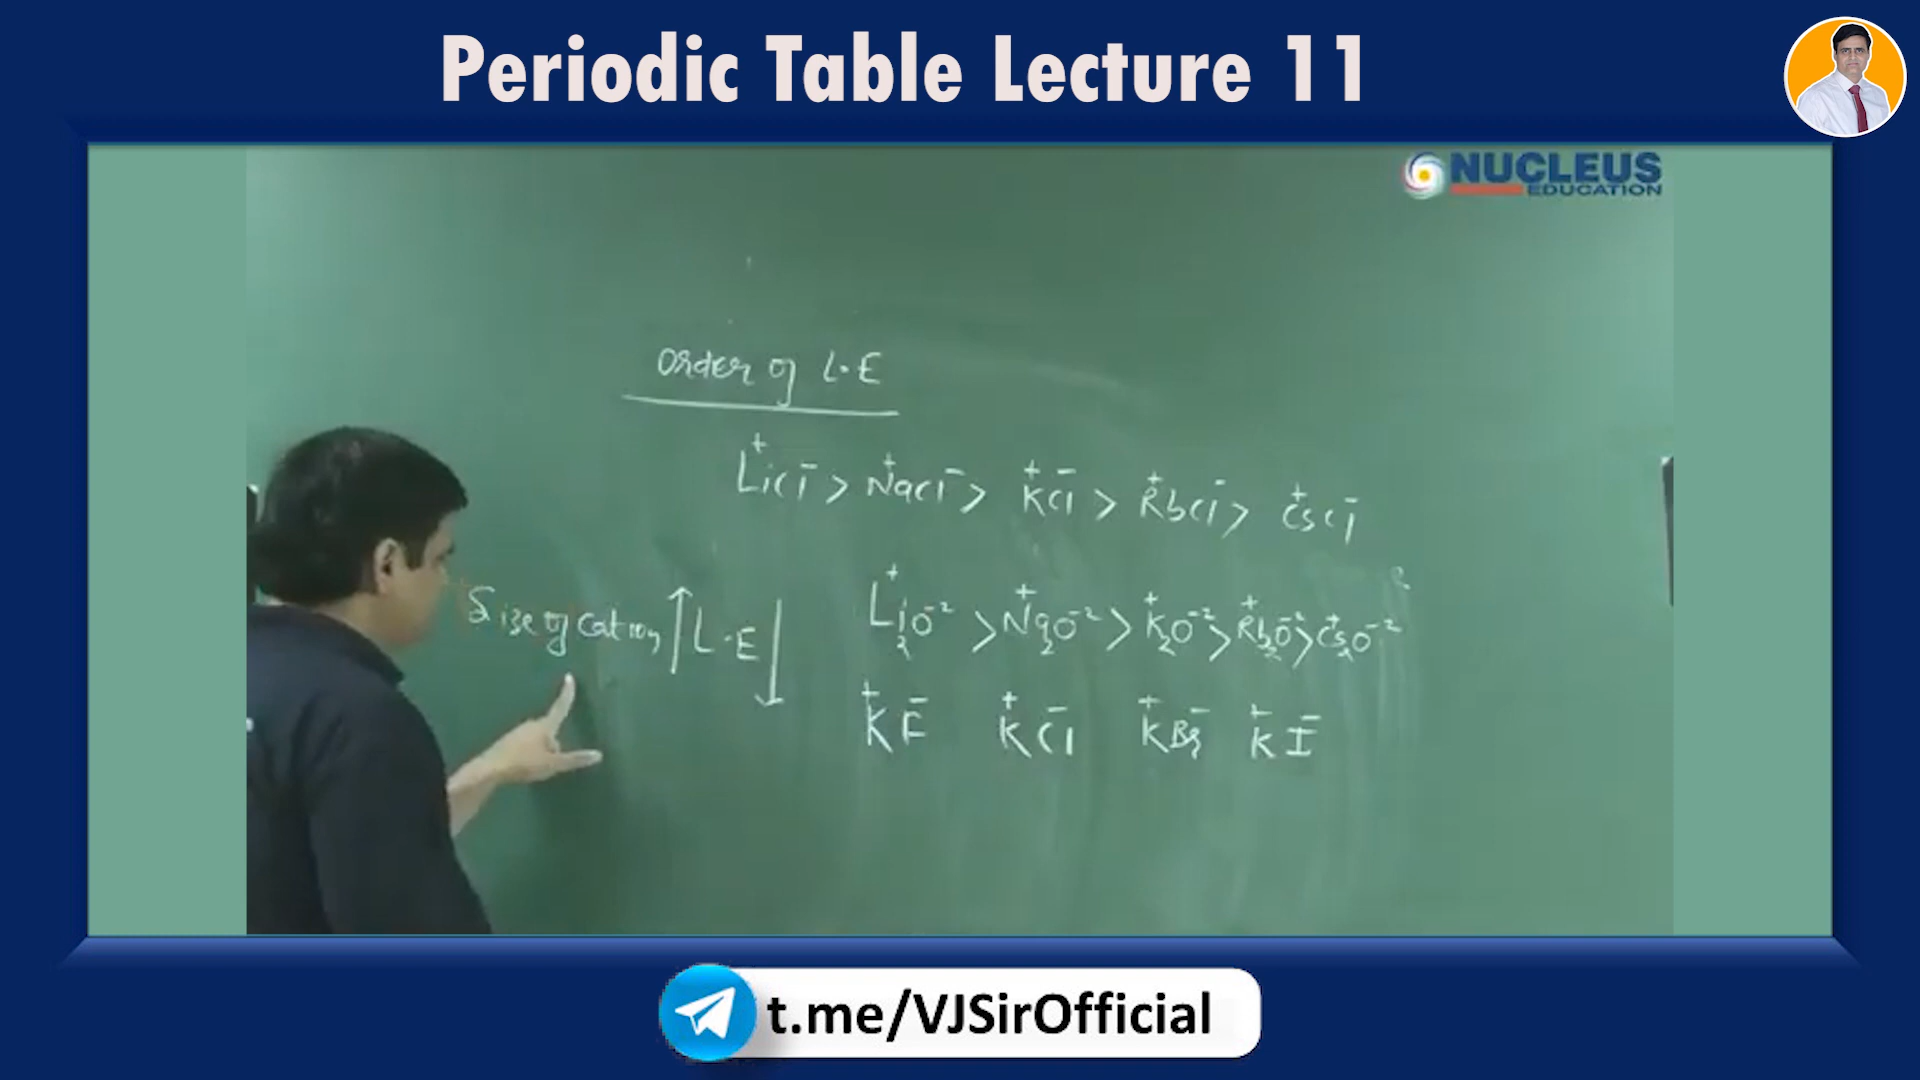 Periodic Table Lecture 11
NUCLEUS
EDUCATION
Order of L.E
Li⁺Cl⁻ > Na⁺Cl⁻ > K⁺Cl⁻ > Rb⁺Cl⁻ > Cs⁺Cl⁻
Size of Cation ↑ L.E ↓
Li₂⁺O⁻² > Na₂⁺O⁻² > K₂⁺O⁻² > Rb₂⁺O⁻² > Cs₂⁺O⁻²
K⁺F⁻ K⁺Cl⁻ K⁺Br⁻ K⁺I⁻
t.me/VJSirOfficial